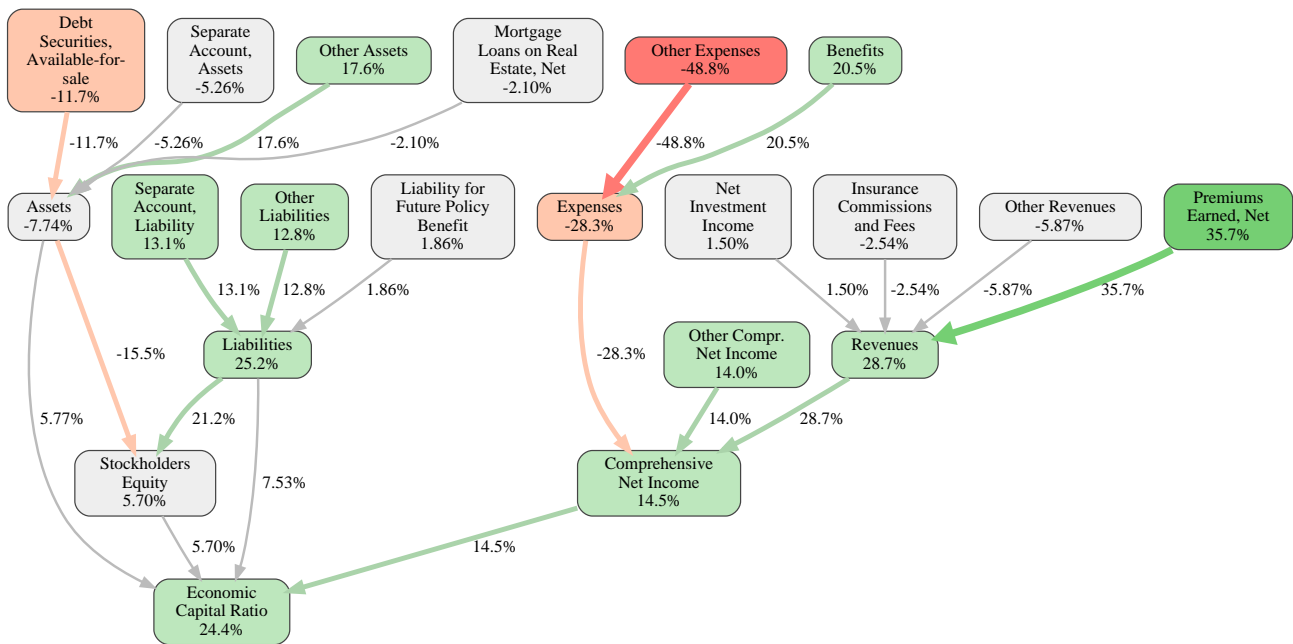 Debt
Securities,
Available-for-
sale
-11.7%
Separate
Account,
Assets
-5.26%
Other Assets
17.6%
Mortgage
Loans on Real
Estate, Net
-2.10%
Other Expenses
-48.8%
Benefits
20.5%
-11.7%
-5.26%
17.6%
-2.10%
-48.8%
20.5%
Assets
-7.74%
Separate
Account,
Liability
13.1%
Other
Liabilities
12.8%
Liability for
Future Policy
Benefit
1.86%
Expenses
-28.3%
Net
Investment
Income
1.50%
Insurance
Commissions
and Fees
-2.54%
Other Revenues
-5.87%
Premiums
Earned, Net
35.7%
13.1%
12.8%
1.86%
1.50%
-2.54%
-5.87%
35.7%
Liabilities
25.2%
-15.5%
-28.3%
Other Compr.
Net Income
14.0%
Revenues
28.7%
5.77%
21.2%
14.0%
28.7%
Stockholders
Equity
5.70%
7.53%
Comprehensive
Net Income
14.5%
5.70%
14.5%
Economic
Capital Ratio
24.4%